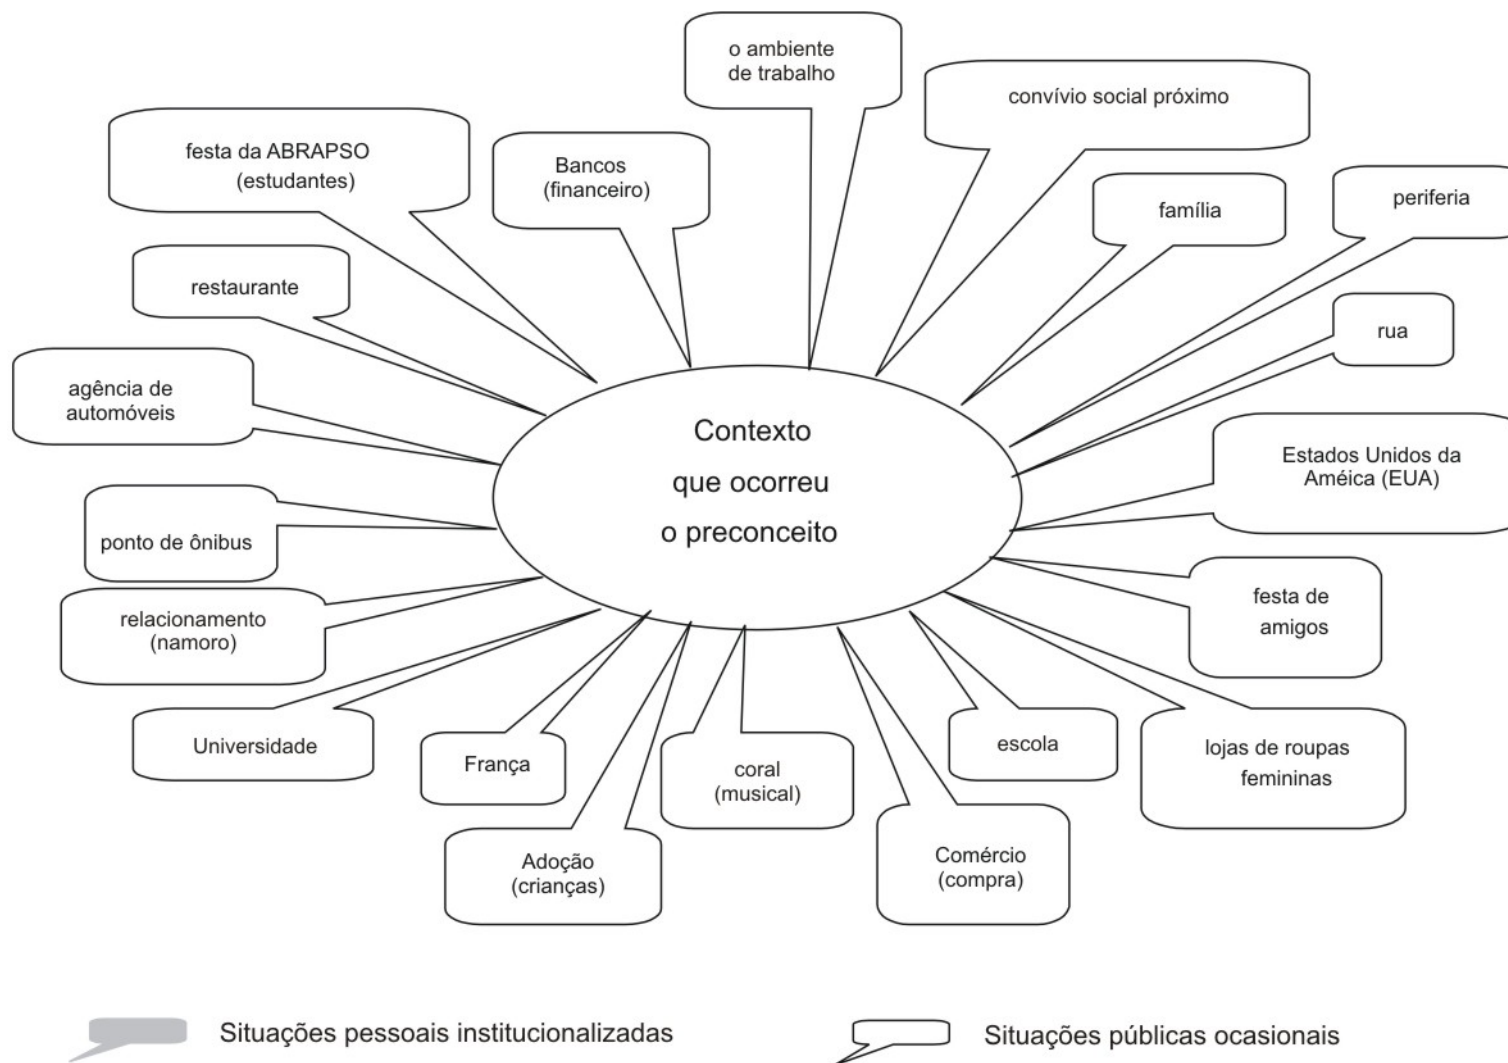 o ambiente
de trabalho
convívio social próximo
festa da ABRAPSO
(estudantes)
Bancos
(financeiro)
família
periferia
restaurante
rua
agência de
automóveis
Contexto
que ocorreu
o preconceito
Estados Unidos da
Améica (EUA)
ponto de ônibus
relacionamento
(namoro)
festa de
amigos
Universidade
França
coral
(musical)
escola
lojas de roupas
femininas
Adoção
(crianças)
Comércio
(compra)
Situações pessoais institucionalizadas
Situações públicas ocasionais